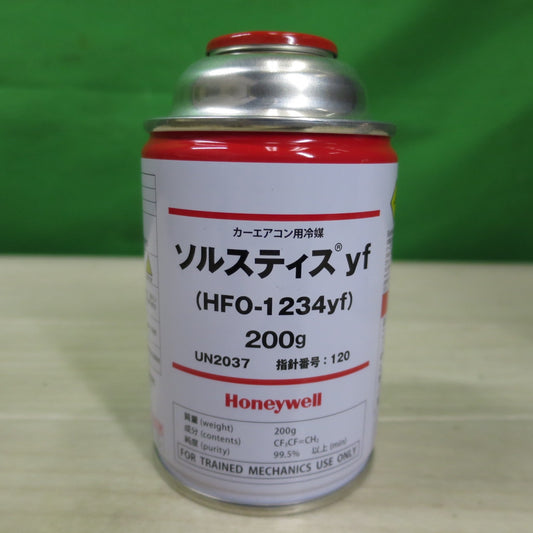 カーエアコン用冷媒
ソルスティス®yf
(HFO-1234yf)
200g
UN2037 指針番号:120
Honeywell
質量 (weight) 200g
成分 (contents) CF₃CF=CH₂
純度 (purity) 99.5% 以上 (min)
FOR TRAINED MECHANICS USE ONLY